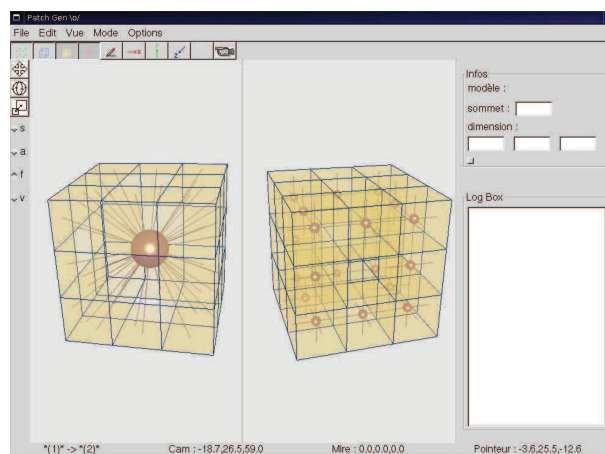 Patch Gen \o/
File Edit Vue Mode Options
Infos
modèle :
sommet :
dimension :
s
a
f
v
Log Box
*(1)* -> *(2)* Cam : -18.7,26.5,59.0 Mire : 0.0,0.0,0.0 Pointeur : -3.6,25.5,-12.6